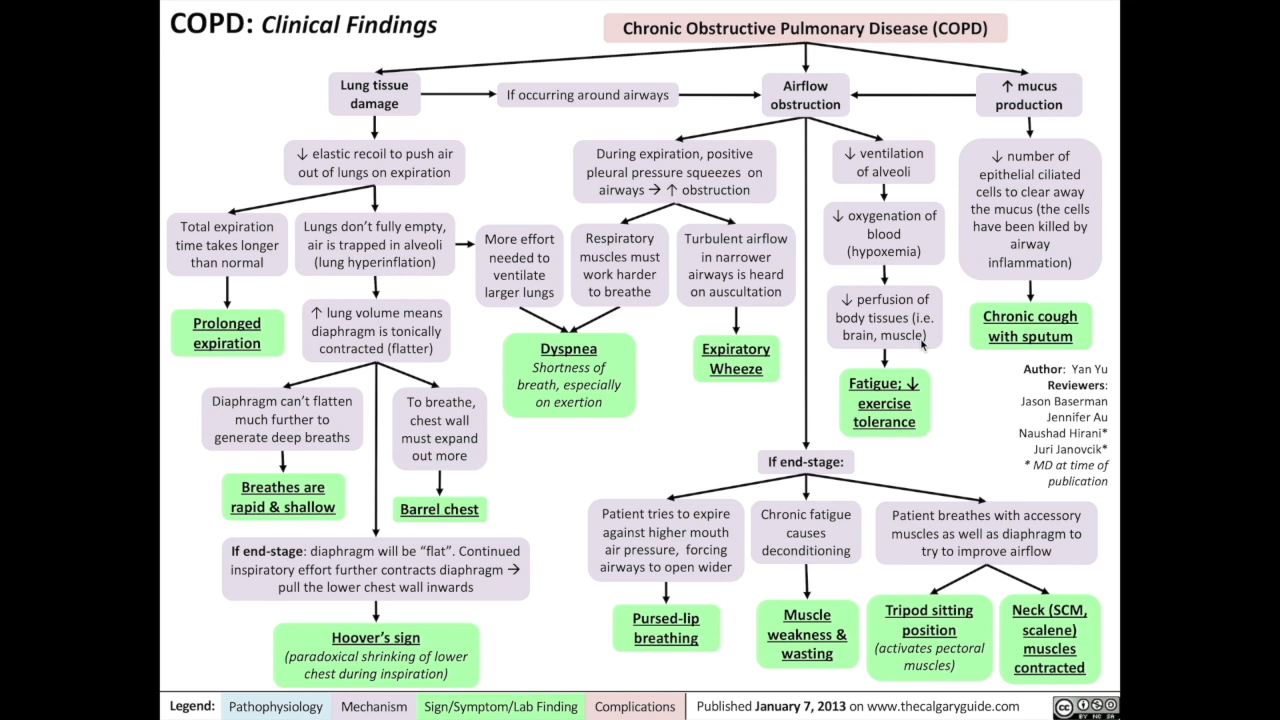 COPD: Clinical Findings
Chronic Obstructive Pulmonary Disease (COPD)
Lung tissue
damage
If occurring around airways
Airflow
obstruction
↑ mucus
production
↓ elastic recoil to push air
out of lungs on expiration
During expiration, positive
pleural pressure squeezes on
airways → ↑ obstruction
↓ ventilation
of alveoli
↓ number of
epithelial ciliated
cells to clear away
the mucus (the cells
have been killed by
airway
inflammation)
Total expiration
time takes longer
than normal
Lungs don't fully empty,
air is trapped in alveoli
(lung hyperinflation)
More effort
needed to
ventilate
larger lungs
Respiratory
muscles must
work harder
to breathe
Turbulent airflow
in narrower
airways is heard
on auscultation
↓ oxygenation of
blood
(hypoxemia)
Prolonged
expiration
↑ lung volume means
diaphragm is tonically
contracted (flatter)
Dyspnea
Shortness of
breath, especially
on exertion
Expiratory
Wheeze
↓ perfusion of
body tissues (i.e.
brain, muscle)
Chronic cough
with sputum
Fatigue; ↓
exercise
tolerance
Author: Yan Yu
Reviewers:
Jason Baserman
Jennifer Au
Naushad Hirani*
Juri Janovcik*
* MD at time of
publication
Diaphragm can't flatten
much further to
generate deep breaths
To breathe,
chest wall
must expand
out more
Breathes are
rapid & shallow
Barrel chest
If end-stage:
If end-stage: diaphragm will be "flat". Continued
inspiratory effort further contracts diaphragm →
pull the lower chest wall inwards
Patient tries to expire
against higher mouth
air pressure, forcing
airways to open wider
Chronic fatigue
causes
deconditioning
Patient breathes with accessory
muscles as well as diaphragm to
try to improve airflow
Hoover's sign
(paradoxical shrinking of lower
chest during inspiration)
Pursed-lip
breathing
Muscle
weakness &
wasting
Tripod sitting
position
(activates pectoral
muscles)
Neck (SCM,
scalene)
muscles
contracted
Legend: Pathophysiology Mechanism Sign/Symptom/Lab Finding Complications Published January 7, 2013 on www.thecalgaryguide.com
cc BY NC SA